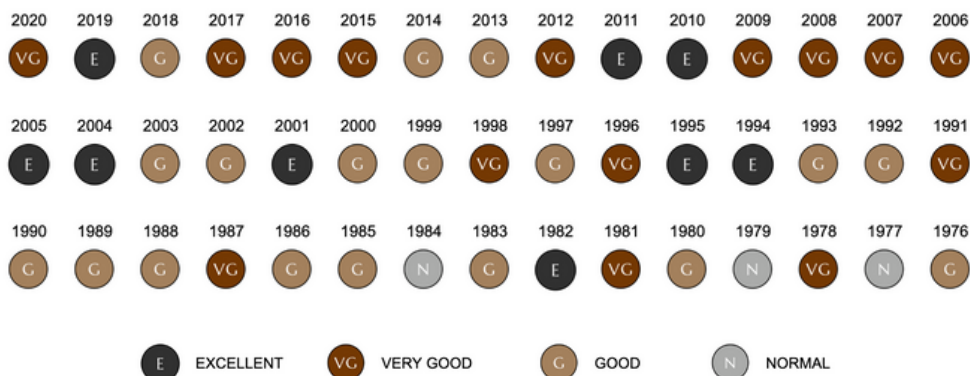 2020 2019 2018 2017 2016 2015 2014 2013 2012 2011 2010 2009 2008 2007 2006
VG E G VG VG VG G G VG E E VG VG VG VG
2005 2004 2003 2002 2001 2000 1999 1998 1997 1996 1995 1994 1993 1992 1991
E E G G E G G VG G VG E E G G VG
1990 1989 1988 1987 1986 1985 1984 1983 1982 1981 1980 1979 1978 1977 1976
G G G VG G G N G E VG G N VG N G
E EXCELLENT VG VERY GOOD G GOOD N NORMAL